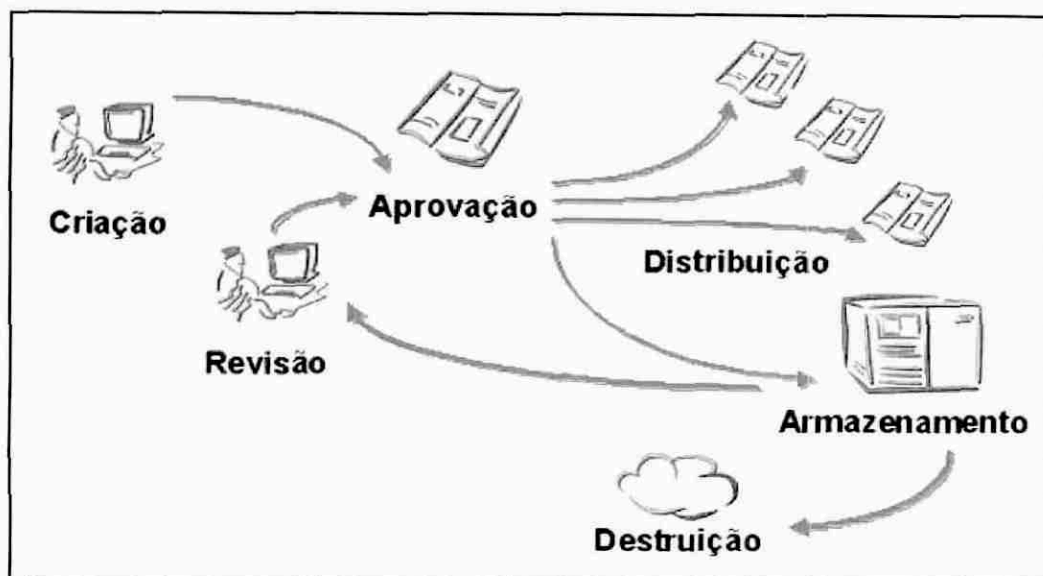 Criação
Aprovação
Distribuição
Revisão
Armazenamento
Destruição